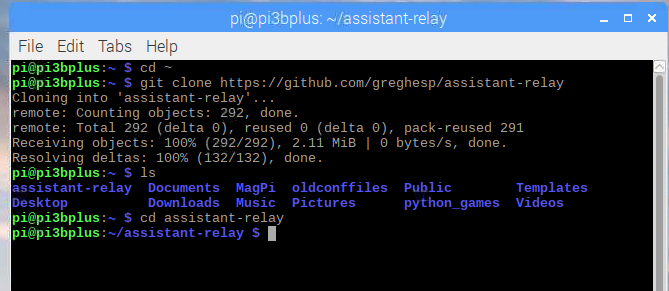 pi@pi3bplus: ~/assistant-relay
File Edit Tabs Help
pi@pi3bplus:~ $ cd ~
pi@pi3bplus:~ $ git clone https://github.com/greghesp/assistant-relay
Cloning into 'assistant-relay'...
remote: Counting objects: 292, done.
remote: Total 292 (delta 0), reused 0 (delta 0), pack-reused 291
Receiving objects: 100% (292/292), 2.11 MiB | 0 bytes/s, done.
Resolving deltas: 100% (132/132), done.
pi@pi3bplus:~ $ ls
assistant-relay  Documents  MagPi  oldconffiles  Public        Templates
Desktop          Downloads  Music  Pictures      python_games  Videos
pi@pi3bplus:~ $ cd assistant-relay
pi@pi3bplus:~/assistant-relay $